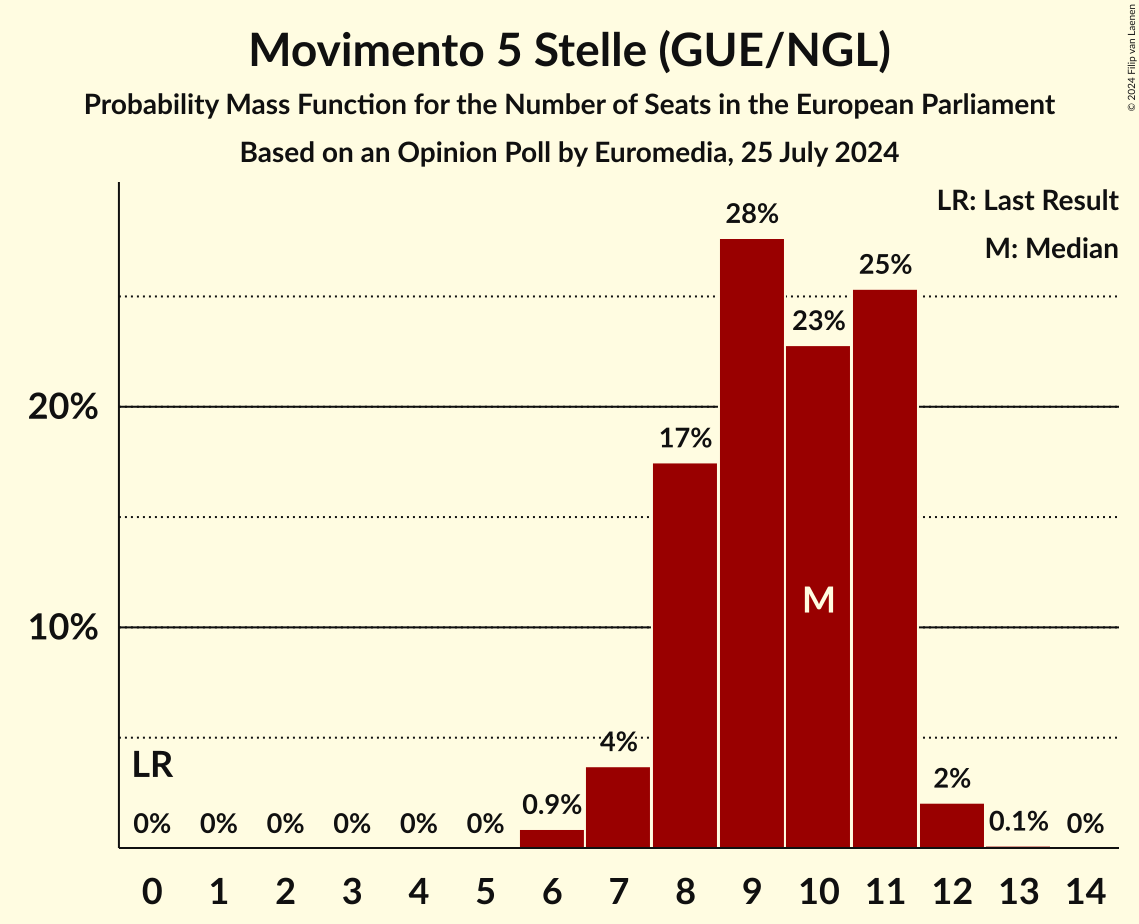 Movimento 5 Stelle (GUE/NGL)
Probability Mass Function for the Number of Seats in the European Parliament
Based on an Opinion Poll by Euromedia, 25 July 2024
© 2024 Filip van Laenen
LR: Last Result
M: Median
28%
25%
23%
20%
17%
M
10%
4%
LR
2%
0.9%
0% 0% 0% 0% 0% 0% 0.1% 0%
0 1 2 3 4 5 6 7 8 9 10 11 12 13 14